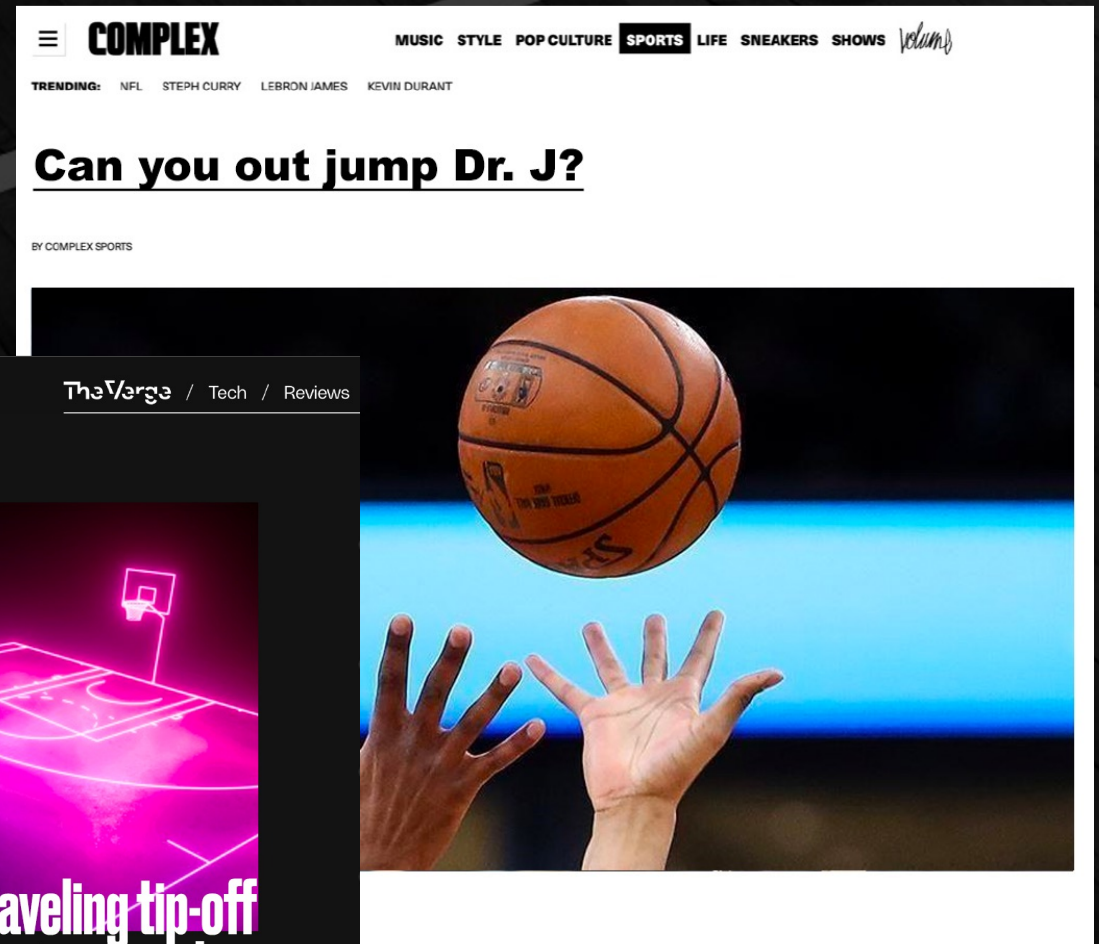 COMPLEX
MUSIC STYLE POP CULTURE SPORTS LIFE SNEAKERS SHOWS Volume
TRENDING: NFL STEPH CURRY LEBRON JAMES KEVIN DURANT
Can you out jump Dr. J?
BY COMPLEX SPORTS
TheVerge / Tech / Reviews
aveling tip-off